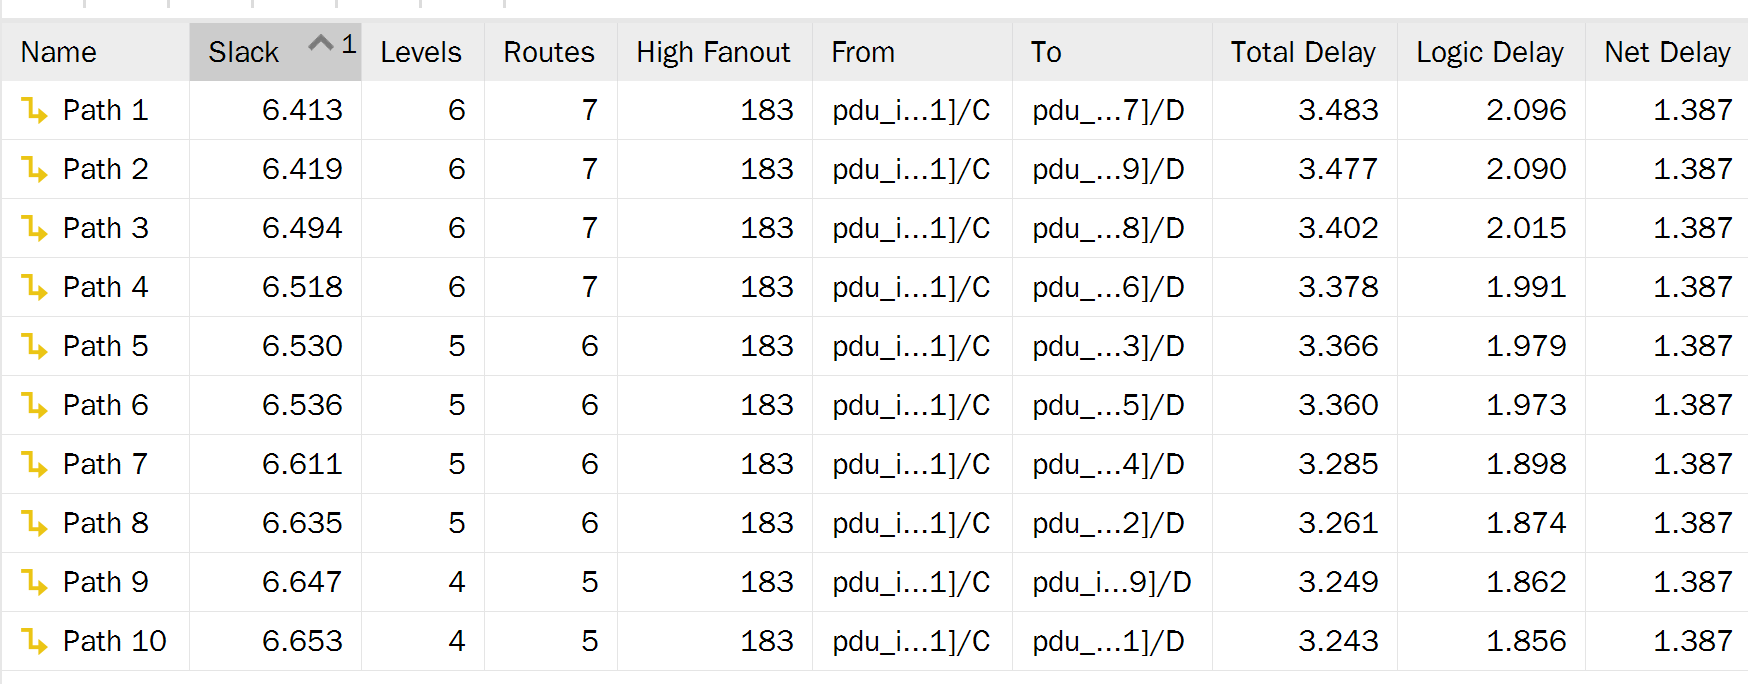 Name Slack 1 Levels Routes High Fanout From To Total Delay Logic Delay Net Delay
Path 1 6.413 6 7 183 pdu_i...1]/C pdu_...7]/D 3.483 2.096 1.387
Path 2 6.419 6 7 183 pdu_i...1]/C pdu_...9]/D 3.477 2.090 1.387
Path 3 6.494 6 7 183 pdu_i...1]/C pdu_...8]/D 3.402 2.015 1.387
Path 4 6.518 6 7 183 pdu_i...1]/C pdu_...6]/D 3.378 1.991 1.387
Path 5 6.530 5 6 183 pdu_i...1]/C pdu_...3]/D 3.366 1.979 1.387
Path 6 6.536 5 6 183 pdu_i...1]/C pdu_...5]/D 3.360 1.973 1.387
Path 7 6.611 5 6 183 pdu_i...1]/C pdu_...4]/D 3.285 1.898 1.387
Path 8 6.635 5 6 183 pdu_i...1]/C pdu_...2]/D 3.261 1.874 1.387
Path 9 6.647 4 5 183 pdu_i...1]/C pdu_i...9]/D 3.249 1.862 1.387
Path 10 6.653 4 5 183 pdu_i...1]/C pdu_...1]/D 3.243 1.856 1.387